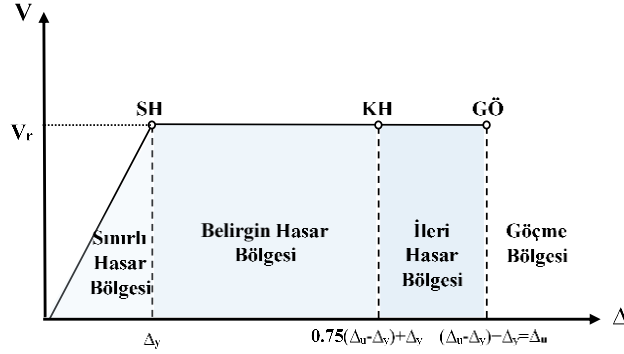 V
SH
KH
GÖ
Vr
Sınırlı
Hasar
Bölgesi
Belirgin Hasar
Bölgesi
İleri
Hasar
Bölgesi
Göçme
Bölgesi
Δ
Δy
0.75(Δu-Δy)+Δy
(Δu-Δy)−Δy=Δu